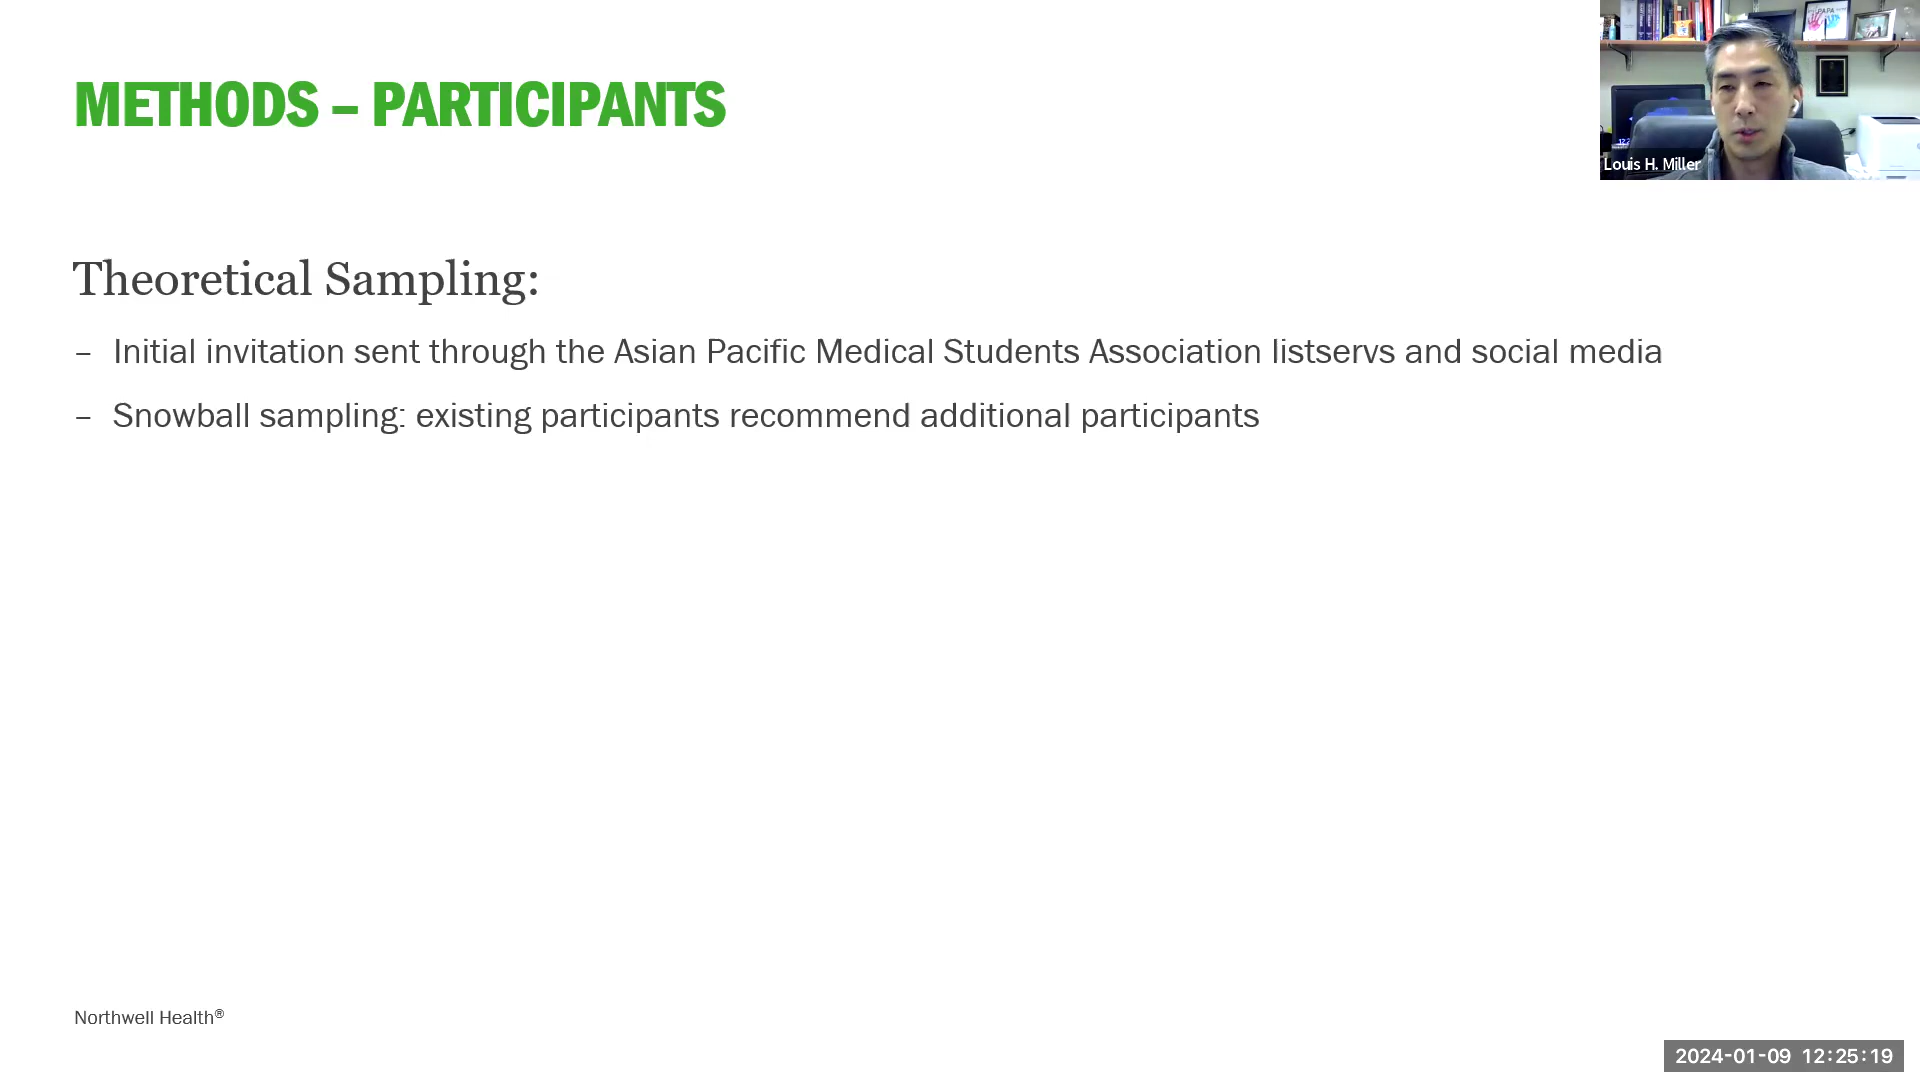 METHODS – PARTICIPANTS
PAPA
Louis H. Miller
Theoretical Sampling:
– Initial invitation sent through the Asian Pacific Medical Students Association listservs and social media
– Snowball sampling: existing participants recommend additional participants
Northwell Health®
2024-01-09 12:25:19